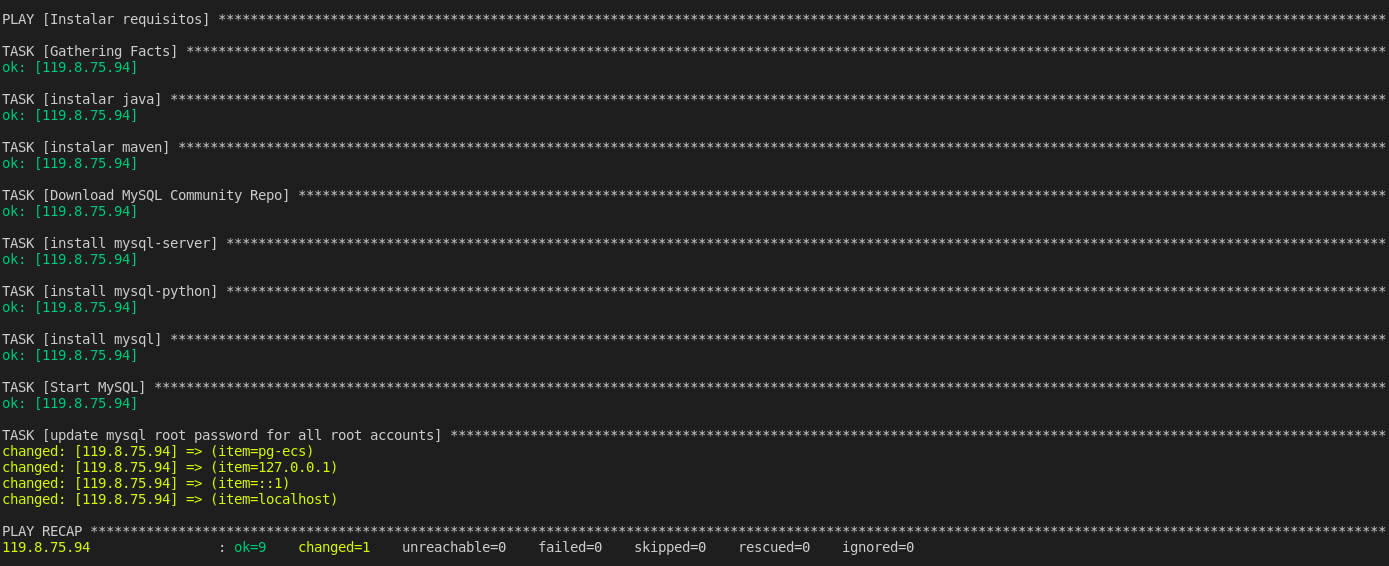 PLAY [Instalar requisitos] **************************************************************************************************************************************************
TASK [Gathering Facts] ******************************************************************************************************************************************************
ok: [119.8.75.94]
TASK [instalar java] ********************************************************************************************************************************************************
ok: [119.8.75.94]
TASK [instalar maven] *******************************************************************************************************************************************************
ok: [119.8.75.94]
TASK [Download MySQL Community Repo] ****************************************************************************************************************************************
ok: [119.8.75.94]
TASK [install mysql-server] *************************************************************************************************************************************************
ok: [119.8.75.94]
TASK [install mysql-python] *************************************************************************************************************************************************
ok: [119.8.75.94]
TASK [install mysql] ********************************************************************************************************************************************************
ok: [119.8.75.94]
TASK [Start MySQL] **********************************************************************************************************************************************************
ok: [119.8.75.94]
TASK [update mysql root password for all root accounts] *********************************************************************************************************************
changed: [119.8.75.94] => (item=pg-ecs)
changed: [119.8.75.94] => (item=127.0.0.1)
changed: [119.8.75.94] => (item=::1)
changed: [119.8.75.94] => (item=localhost)
PLAY RECAP ******************************************************************************************************************************************************************
119.8.75.94                : ok=9    changed=1    unreachable=0    failed=0    skipped=0    rescued=0    ignored=0